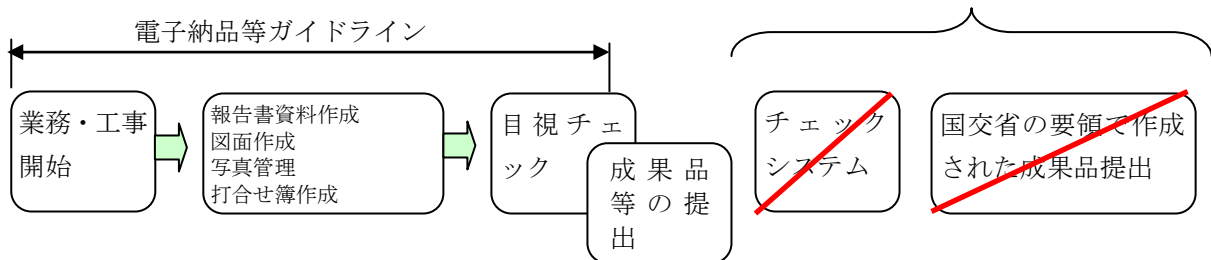 電子納品等ガイドライン
業務・工事
開始
報告書資料作成
図面作成
写真管理
打合せ簿作成
目視チェ
ック
成果品
等の提
出
チェック
システム
国交省の要領で作成
された成果品提出